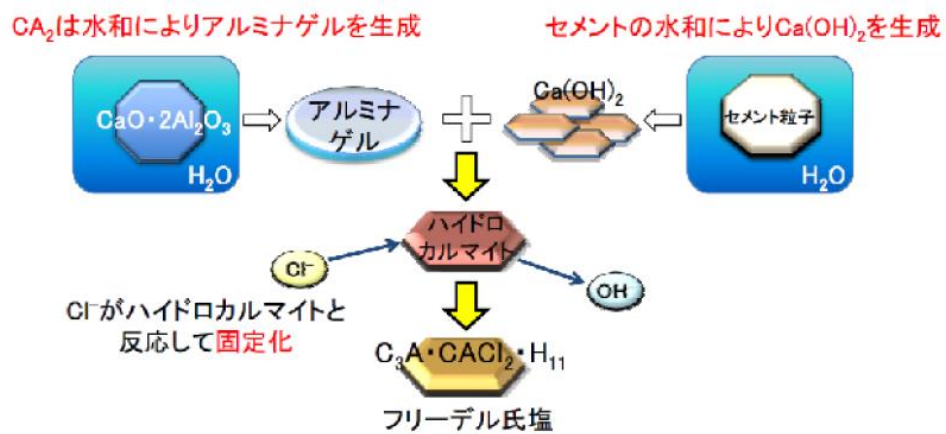 CA₂は水和によりアルミナゲルを生成
セメントの水和によりCa(OH)₂を生成
CaO・2Al₂O₃
H₂O
アルミナ
ゲル
Ca(OH)₂
セメント粒子
H₂O
ハイドロ
カルマイト
Cl⁻
OH
Cl⁻がハイドロカルマイトと
反応して固定化
C₃A・CACl₂・H₁₁
フリーデル氏塩